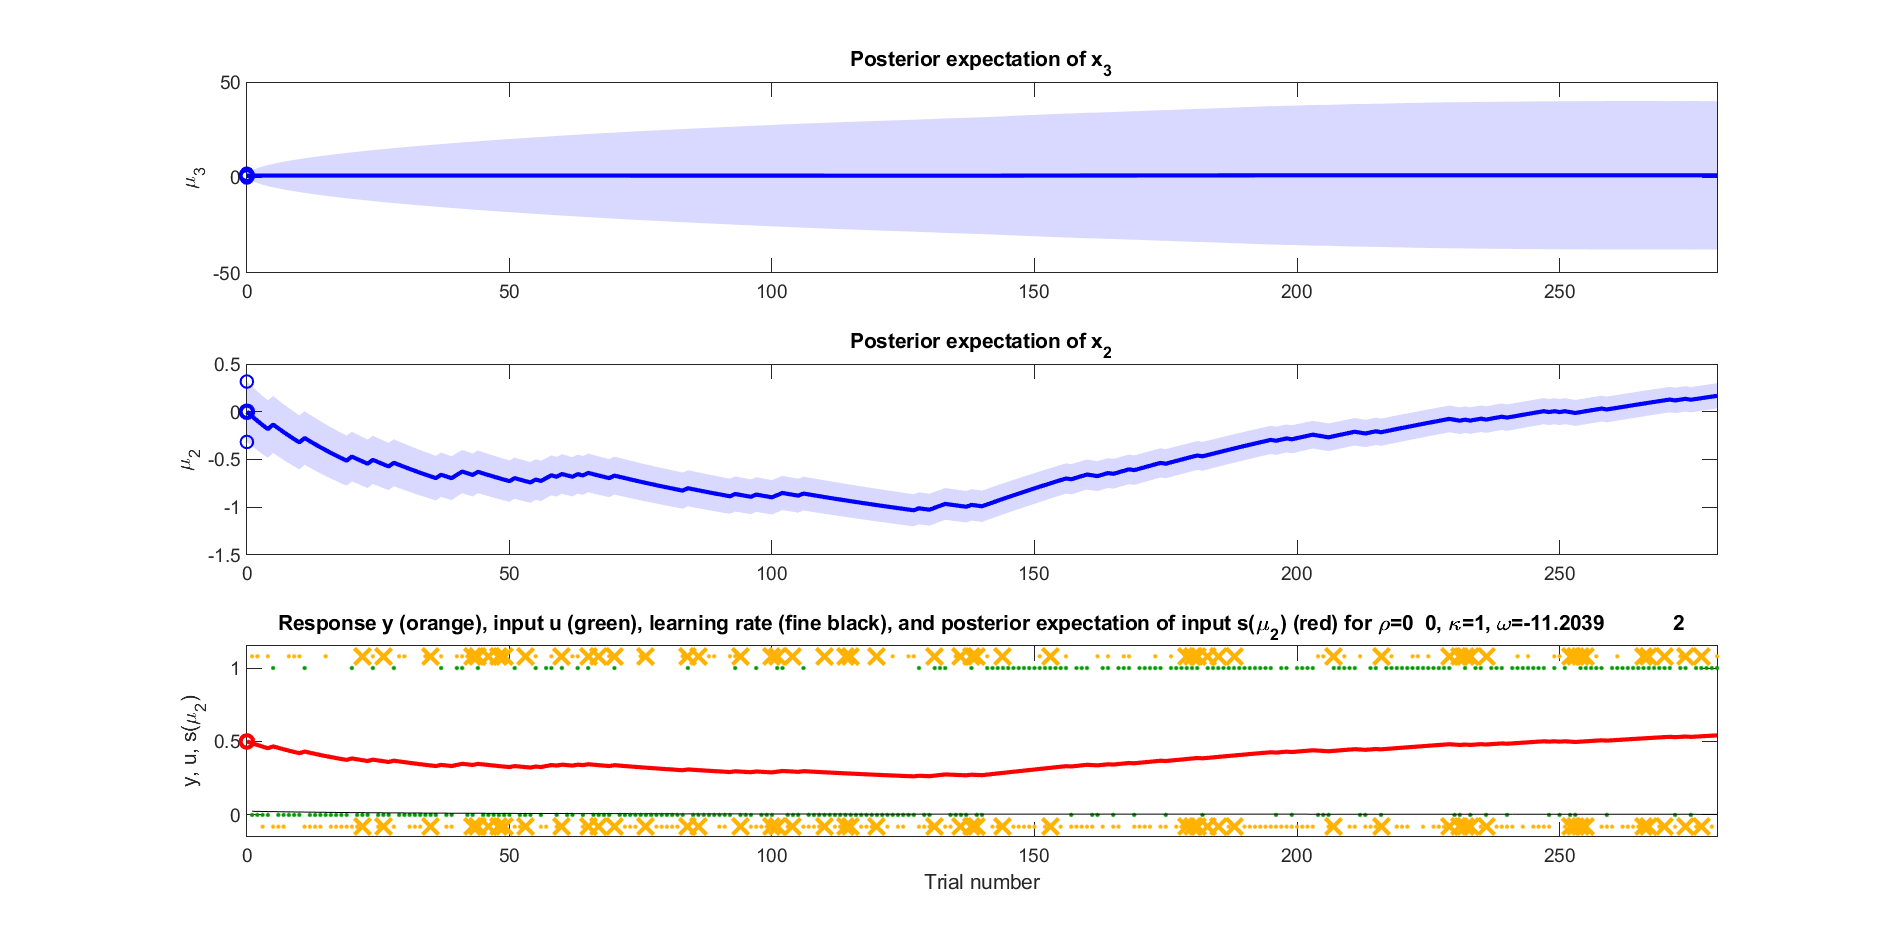 Posterior expectation of x₃
50
0
-50
μ₃
0 50 100 150 200 250
Posterior expectation of x₂
0.5
0
-0.5
-1
-1.5
μ₂
0 50 100 150 200 250
Response y (orange), input u (green), learning rate (fine black), and posterior expectation of input s(μ₂) (red) for ρ=0 0, κ=1, ω=-11.2039 2
1
0.5
0
y, u, s(μ₂)
0 50 100 150 200 250
Trial number